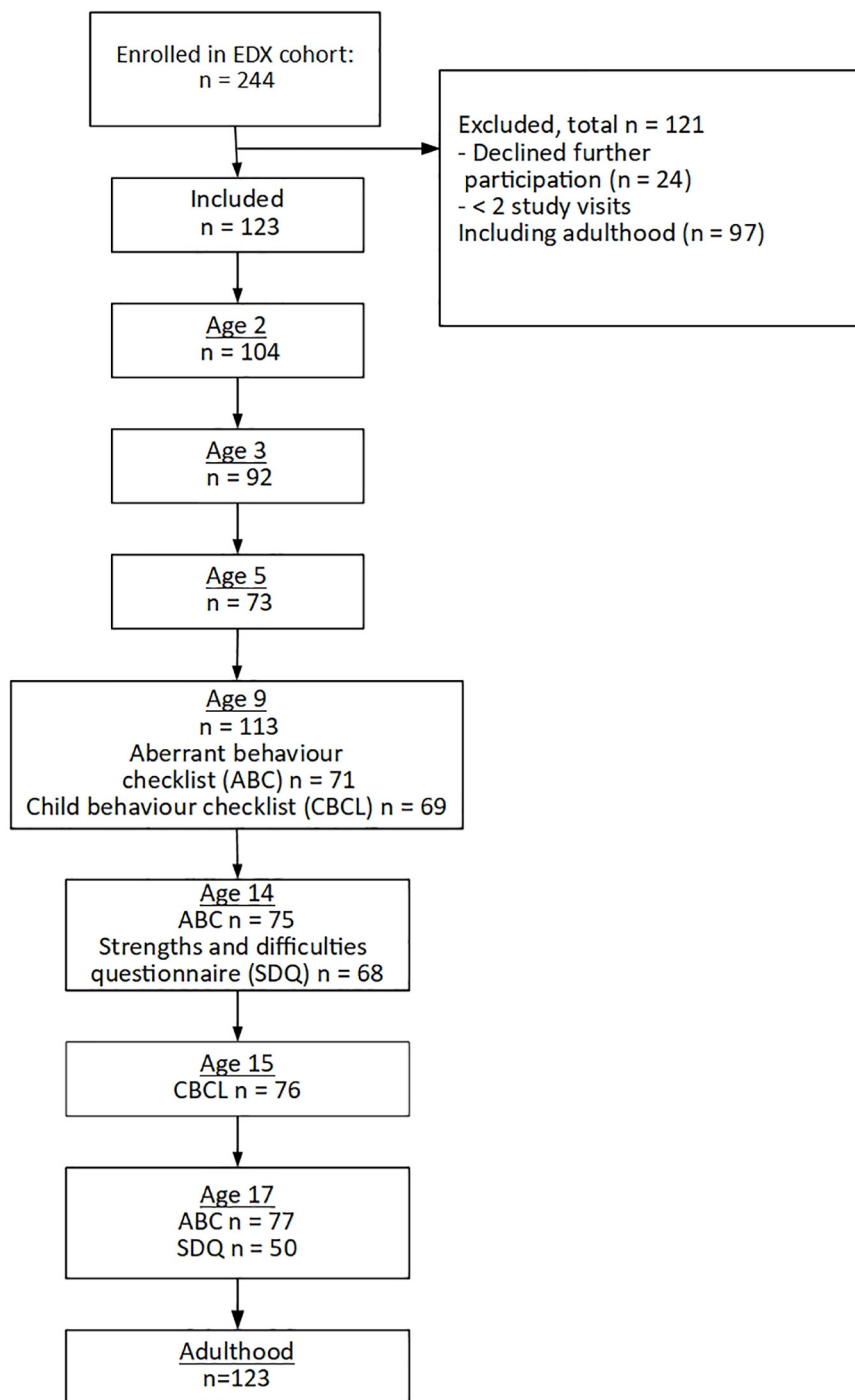 Enrolled in EDX cohort:
n = 244
Excluded, total n = 121
- Declined further
participation (n = 24)
- < 2 study visits
Including adulthood (n = 97)
Included
n = 123
Age 2
n = 104
Age 3
n = 92
Age 5
n = 73
Age 9
n = 113
Aberrant behaviour
checklist (ABC) n = 71
Child behaviour checklist (CBCL) n = 69
Age 14
ABC n = 75
Strengths and difficulties
questionnaire (SDQ) n = 68
Age 15
CBCL n = 76
Age 17
ABC n = 77
SDQ n = 50
Adulthood
n=123